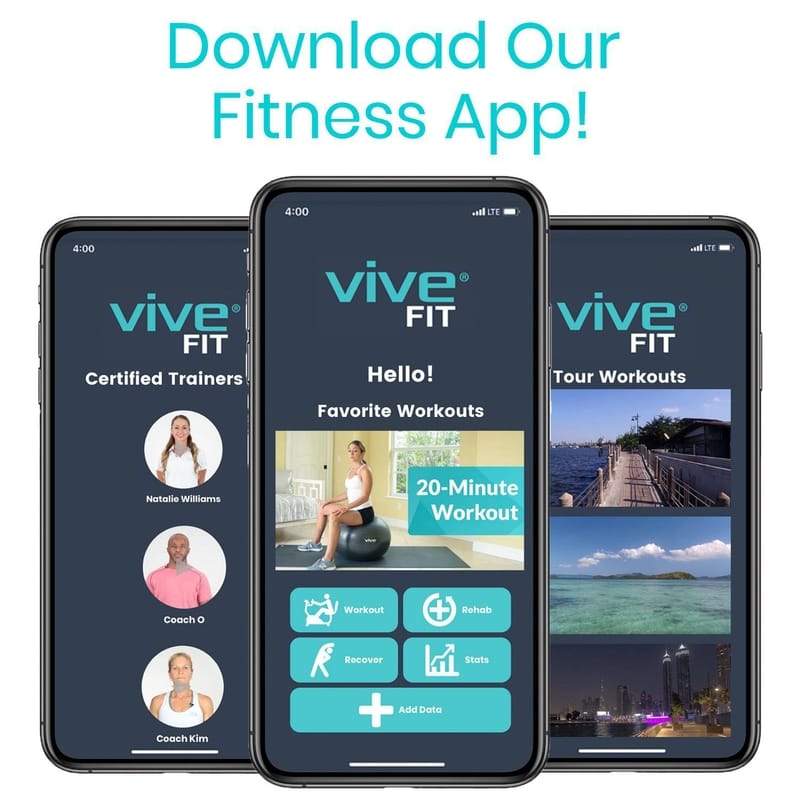 Download Our
Fitness App!
4:00
vive®
FIT
Certified Trainers
Natalie Williams
Coach O
Coach Kim
4:00
LTE
vive®
FIT
Hello!
Favorite Workouts
20-Minute
Workout
vive
Workout
Rehab
Recover
Stats
Add Data
LTE
vive®
FIT
Tour Workouts